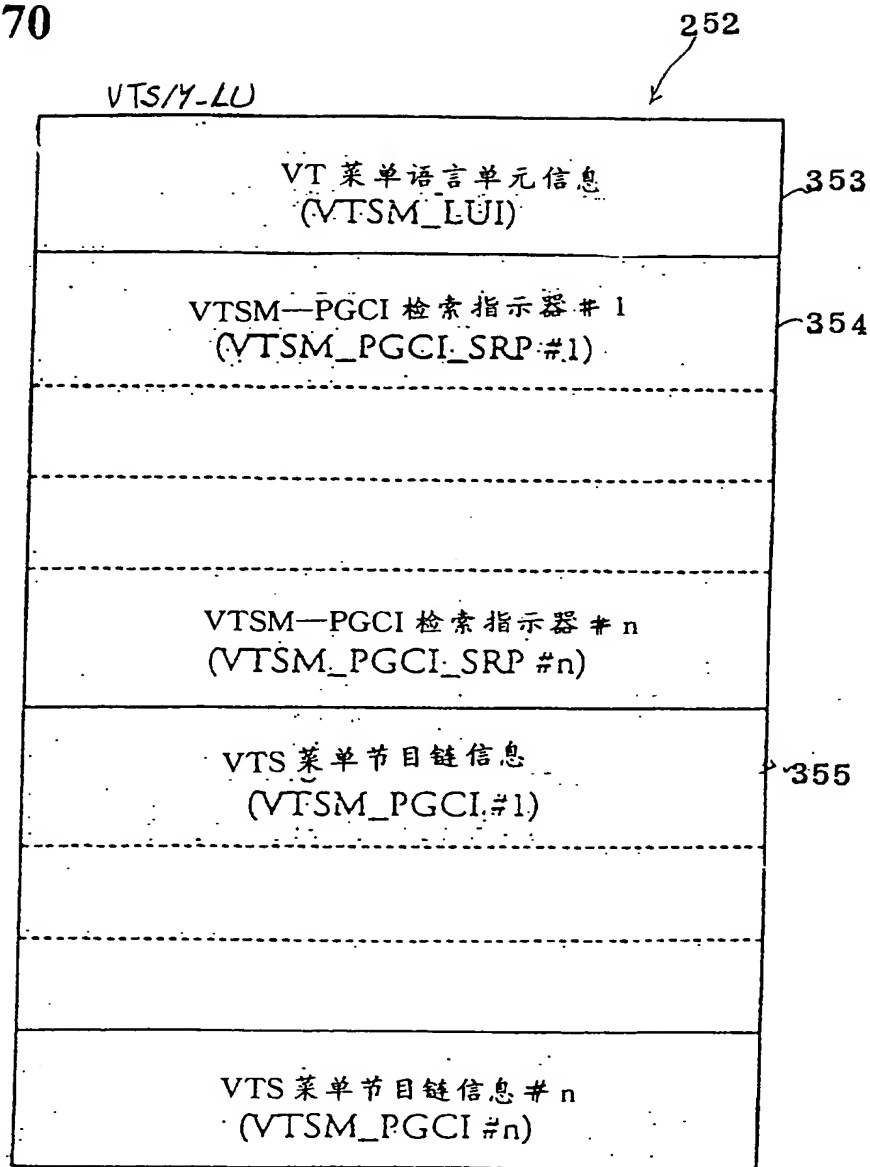 70
252
VTSM-LU
VT 菜单语言单元信息
(VTSM_LUI)
353
VTSM—PGCI 检索指示器 # 1
(VTSM_PGCI_SRP #1)
354
VTSM—PGCI 检索指示器 # n
(VTSM_PGCI_SRP #n)
VTS 菜单节目链信息
(VTSM_PGCI #1)
355
VTS 菜单节目链信息 # n
(VTSM_PGCI #n)